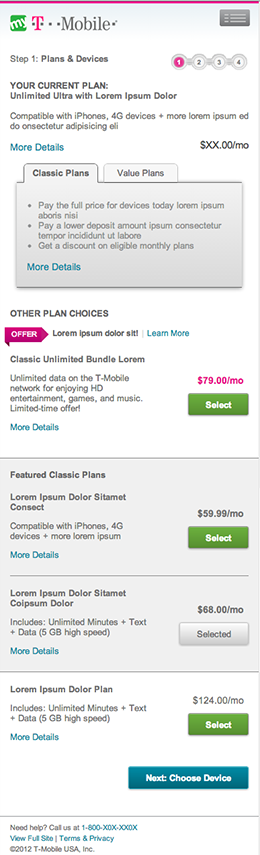 my T··Mobile·
Step 1: Plans & Devices
1 2 3 4
YOUR CURRENT PLAN:
Unlimited Ultra with Lorem Ipsum Dolor
Compatible with iPhones, 4G devices + more lorem ipsum ed
do onsectetur adipisicing eli
More Details $XX.00/mo
Classic Plans Value Plans
• Pay the full price for devices today lorem ipsum
aboris nisi
• Pay a lower deposit amount ipsum consectetur
tempor incididunt ut labore
• Get a discount on eligible monthly plans
More Details
OTHER PLAN CHOICES
OFFER Lorem ipsum dolor sit! | Learn More
Classic Unlimited Bundle Lorem
Unlimited data on the T-Mobile
network for enjoying HD
entertainment, games, and music.
Limited-time offer!
$79.00/mo
Select
More Details
Featured Classic Plans
Lorem Ipsum Dolor Sitamet
Consect
$59.99/mo
Compatible with iPhones, 4G
devices + more lorem ipsum
Select
More Details
Lorem Ipsum Dolor Sitamet
Coipsum Dolor
$68.00/mo
Includes: Unlimited Minutes + Text
+ Data (5 GB high speed)
Selected
More Details
Lorem Ipsum Dolor Plan
$124.00/mo
Includes: Unlimited Minutes + Text
+ Data (5 GB high speed)
Select
More Details
Next: Choose Device
Need help? Call us at 1-800-X0X-XX0X
View Full Site | Terms & Privacy
©2012 T-Mobile USA, Inc.